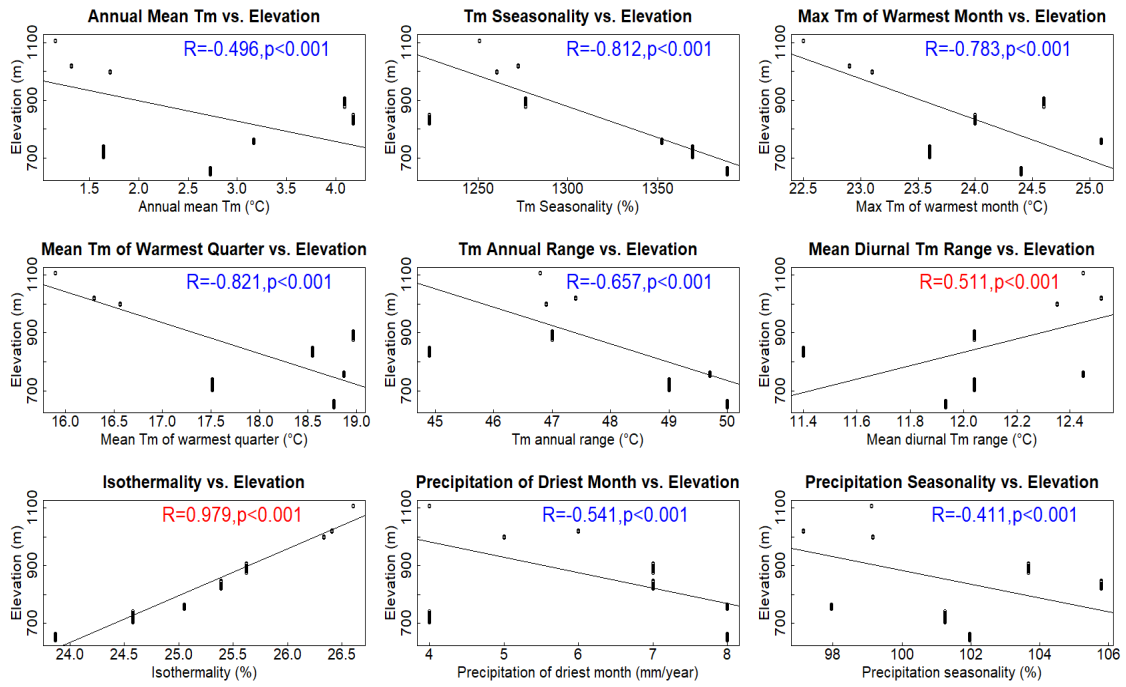 Annual Mean Tm vs. Elevation
R=-0.496,p<0.001
Elevation (m)
700 900 1100
1.5 2.0 2.5 3.0 3.5 4.0
Annual mean Tm (°C)
Tm Sseasonality vs. Elevation
R=-0.812,p<0.001
Elevation (m)
700 900 1100
1250 1300 1350
Tm Seasonality (%)
Max Tm of Warmest Month vs. Elevation
R=-0.783,p<0.001
Elevation (m)
700 900 1100
22.5 23.0 23.5 24.0 24.5 25.0
Max Tm of warmest month (°C)
Mean Tm of Warmest Quarter vs. Elevation
R=-0.821,p<0.001
Elevation (m)
700 900 1100
16.0 16.5 17.0 17.5 18.0 18.5 19.0
Mean Tm of warmest quarter (°C)
Tm Annual Range vs. Elevation
R=-0.657,p<0.001
Elevation (m)
700 900 1100
45 46 47 48 49 50
Tm annual range (°C)
Mean Diurnal Tm Range vs. Elevation
R=0.511,p<0.001
Elevation (m)
700 900 1100
11.4 11.6 11.8 12.0 12.2 12.4
Mean diurnal Tm range (°C)
Isothermality vs. Elevation
R=0.979,p<0.001
Elevation (m)
700 900 1100
24.0 24.5 25.0 25.5 26.0 26.5
Isothermality (%)
Precipitation of Driest Month vs. Elevation
R=-0.541,p<0.001
Elevation (m)
700 900 1100
4 5 6 7 8
Precipitation of driest month (mm/year)
Precipitation Seasonality vs. Elevation
R=-0.411,p<0.001
Elevation (m)
700 900 1100
98 100 102 104 106
Precipitation seasonality (%)